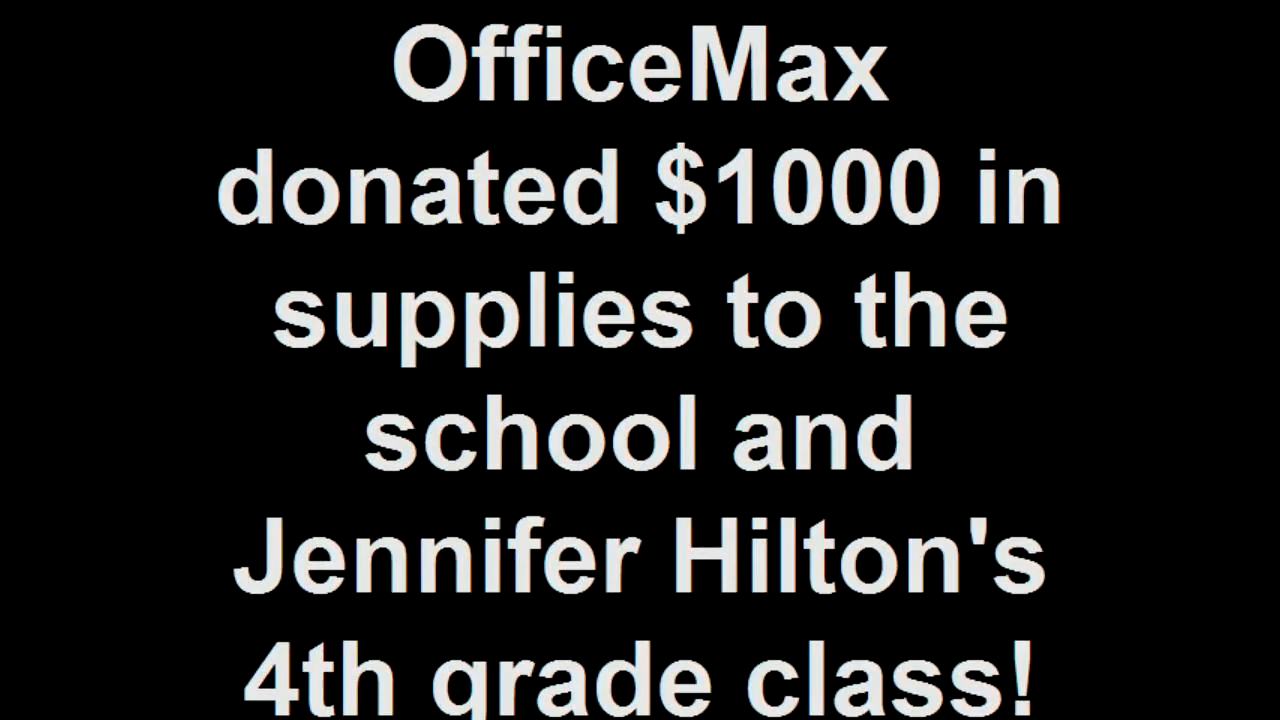 OfficeMax
donated $1000 in
supplies to the
school and
Jennifer Hilton's
4th grade class!